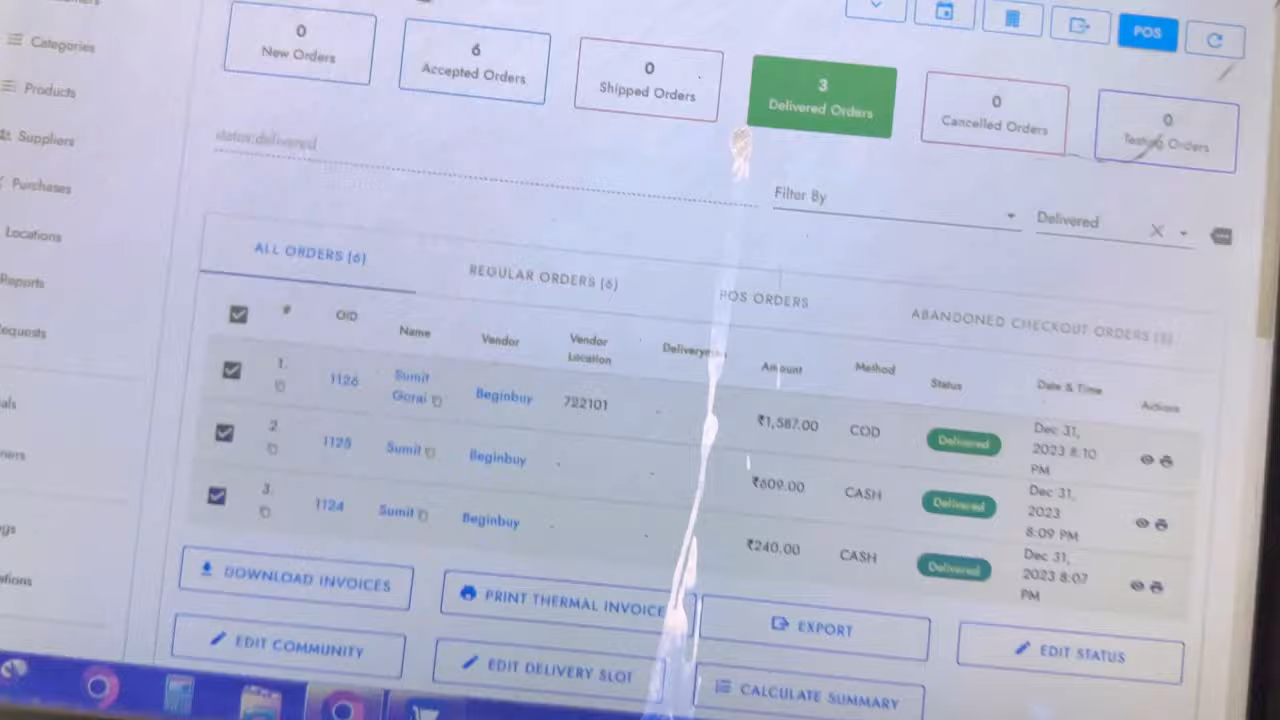 Categories
Products
Suppliers
Purchases
Locations
Reports
0
New Orders
6
Accepted Orders
0
Shipped Orders
3
Delivered Orders
0
Cancelled Orders
0
Testing Orders
POS
status:delivered
Filter By
Delivered
ALL ORDERS (6)
REGULAR ORDERS (6)
POS ORDERS
ABANDONED CHECKOUT ORDERS
# OID Name Vendor Vendor Location Amount Method Status Date & Time Actions
1. 1126 Sumit Gorai Beginbuy 722101 ₹1,587.00 COD Delivered Dec 31, 2023 8:10 PM
2. 1125 Sumit Beginbuy ₹609.00 CASH Delivered Dec 31, 2023 8:09 PM
3. 1124 Sumit Beginbuy ₹240.00 CASH Delivered Dec 31, 2023 8:07 PM
DOWNLOAD INVOICES
PRINT THERMAL INVOICE
EXPORT
EDIT STATUS
EDIT COMMUNITY
EDIT DELIVERY SLOT
CALCULATE SUMMARY